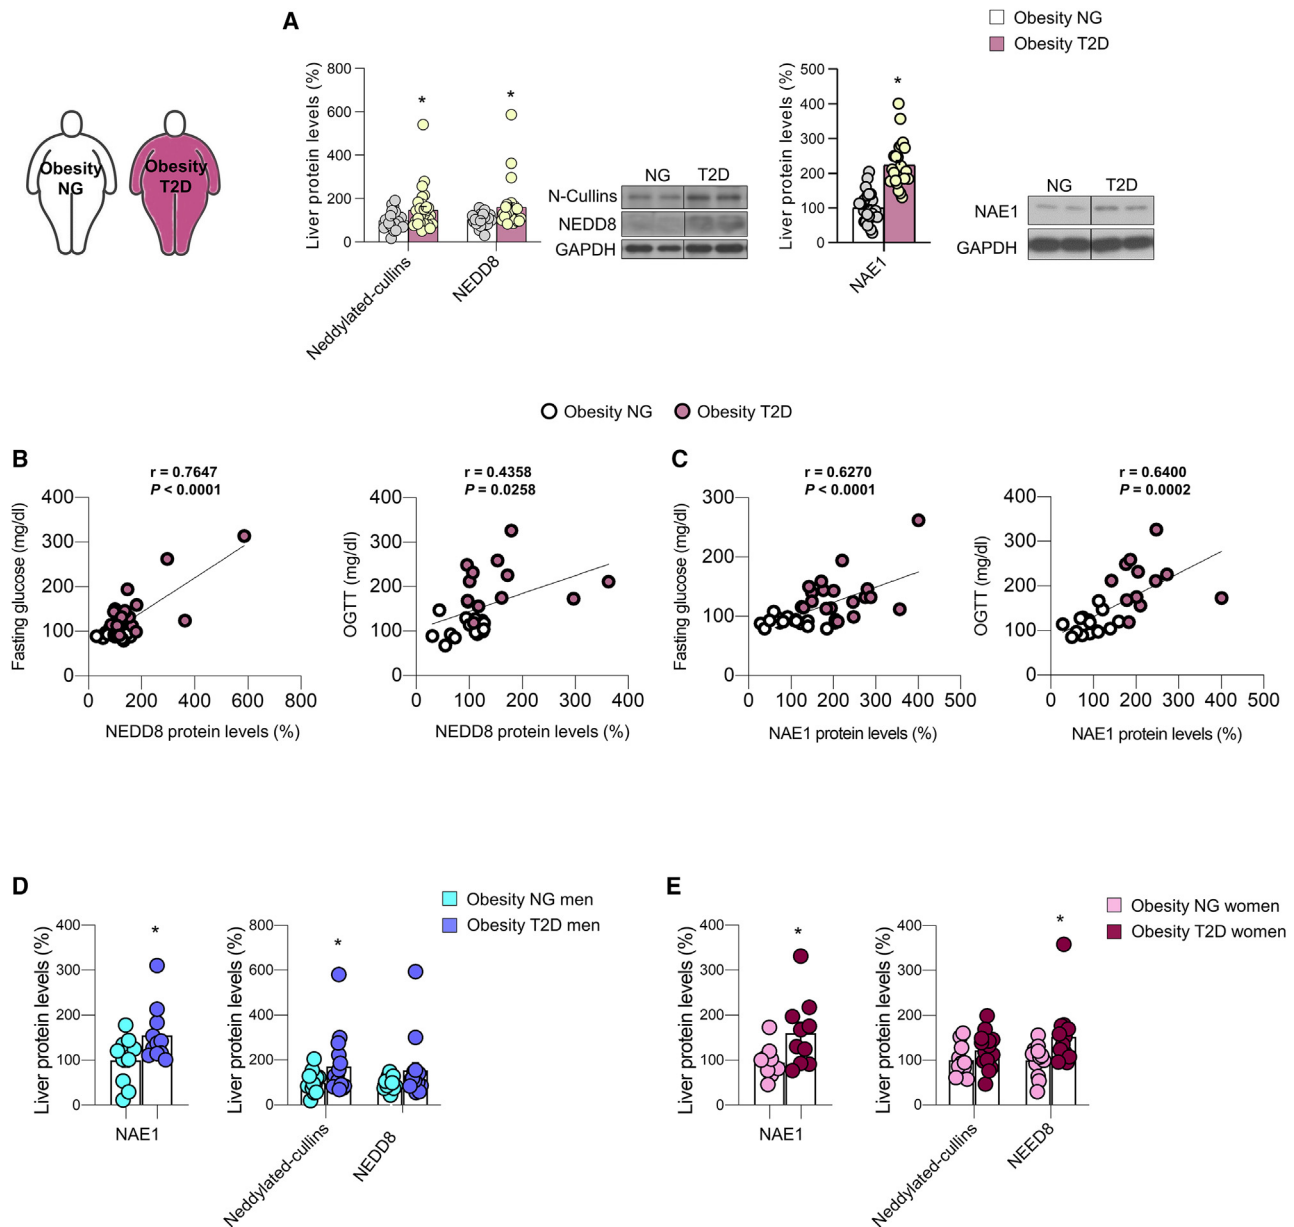 A
Obesity NG
Obesity T2D
Obesity
NG
Obesity
T2D
Liver protein levels (%)
800
600
400
200
0
*
*
Neddylated-cullins
NEDD8
NG
T2D
N-Cullins
NEDD8
GAPDH
Liver protein levels (%)
500
400
300
200
100
0
*
NAE1
NG
T2D
NAE1
GAPDH
Obesity NG
Obesity T2D
B
r = 0.7647
P < 0.0001
Fasting glucose (mg/dl)
400
300
200
100
0
0
200
400
600
800
NEDD8 protein levels (%)
r = 0.4358
P = 0.0258
OGTT (mg/dl)
400
300
200
100
0
0
100
200
300
400
NEDD8 protein levels (%)
C
r = 0.6270
P < 0.0001
Fasting glucose (mg/dl)
300
200
100
0
0
100
200
300
400
500
NAE1 protein levels (%)
r = 0.6400
P = 0.0002
OGTT (mg/dl)
400
300
200
100
0
0
100
200
300
400
500
NAE1 protein levels (%)
D
Obesity NG men
Obesity T2D men
Liver protein levels (%)
400
300
200
100
0
*
NAE1
Liver protein levels (%)
800
600
400
200
0
*
Neddylated-cullins
NEDD8
E
Obesity NG women
Obesity T2D women
Liver protein levels (%)
400
300
200
100
0
*
NAE1
Liver protein levels (%)
400
300
200
100
0
*
Neddylated-cullins
NEED8